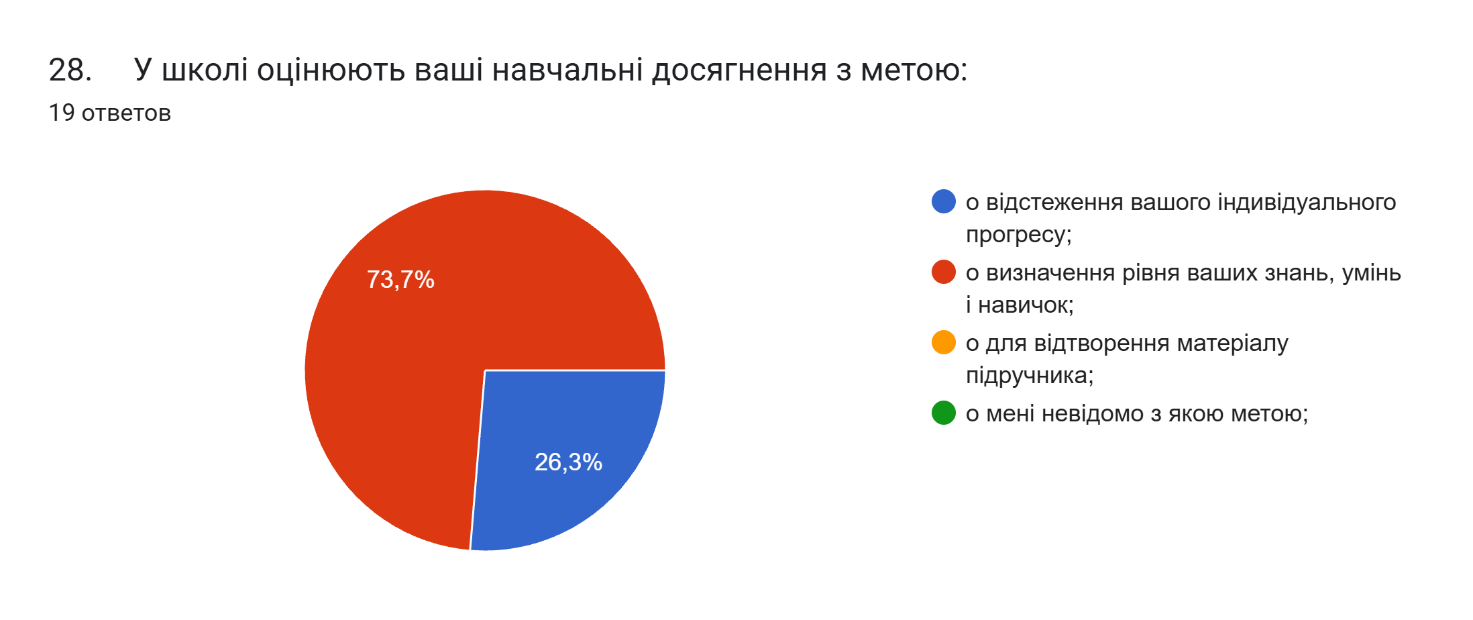 28. У школі оцінюють ваші навчальні досягнення з метою:
19 ответов
73,7%
26,3%
о відстеження вашого індивідуального
прогресу;
о визначення рівня ваших знань, умінь
і навичок;
о для відтворення матеріалу
підручника;
о мені невідомо з якою метою;